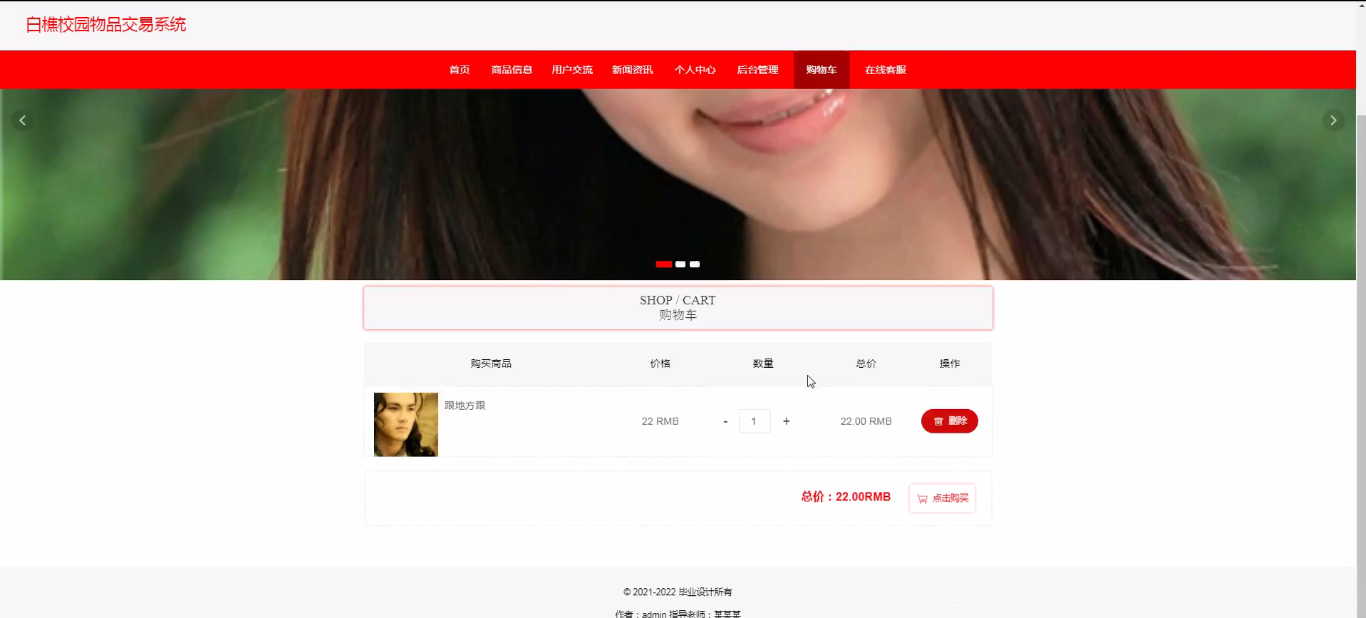 白樵校园物品交易系统
首页 商品信息 用户交流 新闻资讯 个人中心 后台管理 购物车 在线客服
SHOP / CART
购物车
购买商品 价格 数量 总价 操作
跟地方跟
22 RMB - 1 + 22.00 RMB 删除
总价：22.00RMB 点击购买
© 2021-2022 毕业设计所有
作者：admin 指导老师：某某某